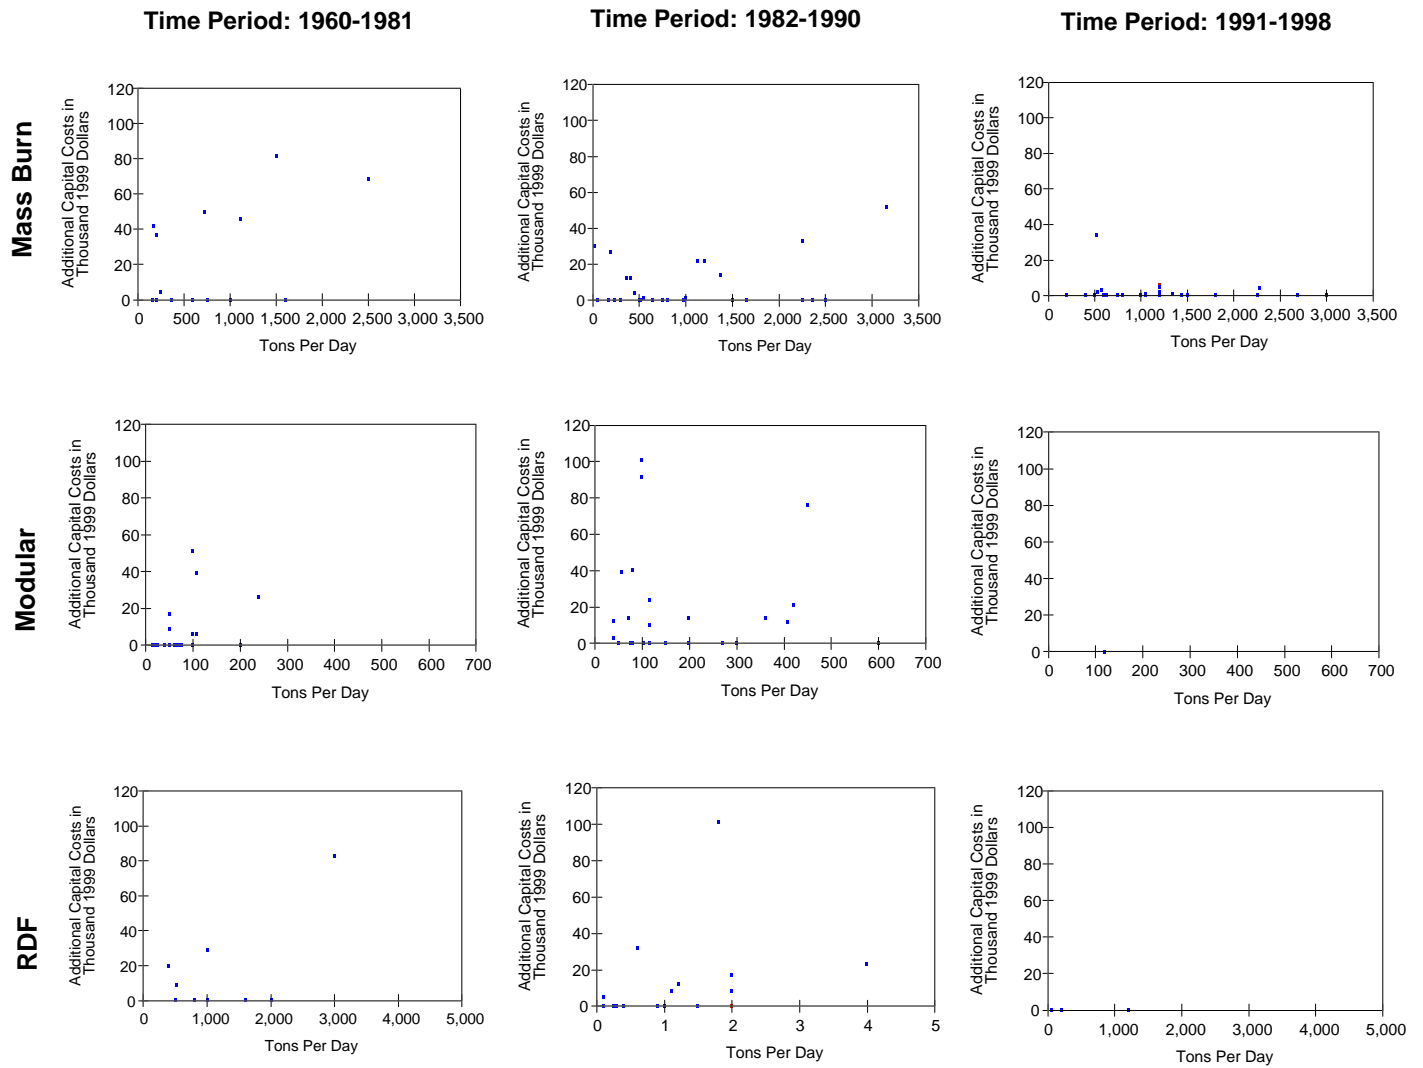 Time Period: 1960-1981
Time Period: 1982-1990
Time Period: 1991-1998
Mass Burn
Additional Capital Costs in
Thousand 1999 Dollars
120
100
80
60
40
20
0
0 500 1,000 1,500 2,000 2,500 3,000 3,500
Tons Per Day
Additional Capital Costs in
Thousand 1999 Dollars
120
100
80
60
40
20
0
0 500 1,000 1,500 2,000 2,500 3,000 3,500
Tons Per Day
Additional Capital Costs in
Thousand 1999 Dollars
120
100
80
60
40
20
0
0 500 1,000 1,500 2,000 2,500 3,000 3,500
Tons Per Day
Modular
Additional Capital Costs in
Thousand 1999 Dollars
120
100
80
60
40
20
0
0 100 200 300 400 500 600 700
Tons Per Day
Additional Capital Costs in
Thousand 1999 Dollars
120
100
80
60
40
20
0
0 100 200 300 400 500 600 700
Tons Per Day
Additional Capital Costs in
Thousand 1999 Dollars
120
100
80
60
40
20
0
0 100 200 300 400 500 600 700
Tons Per Day
RDF
Additional Capital Costs in
Thousand 1999 Dollars
120
100
80
60
40
20
0
0 1,000 2,000 3,000 4,000 5,000
Tons Per Day
Additional Capital Costs in
Thousand 1999 Dollars
120
100
80
60
40
20
0
0 1 2 3 4 5
Tons Per Day
Additional Capital Costs in
Thousand 1999 Dollars
120
100
80
60
40
20
0
0 1,000 2,000 3,000 4,000 5,000
Tons Per Day